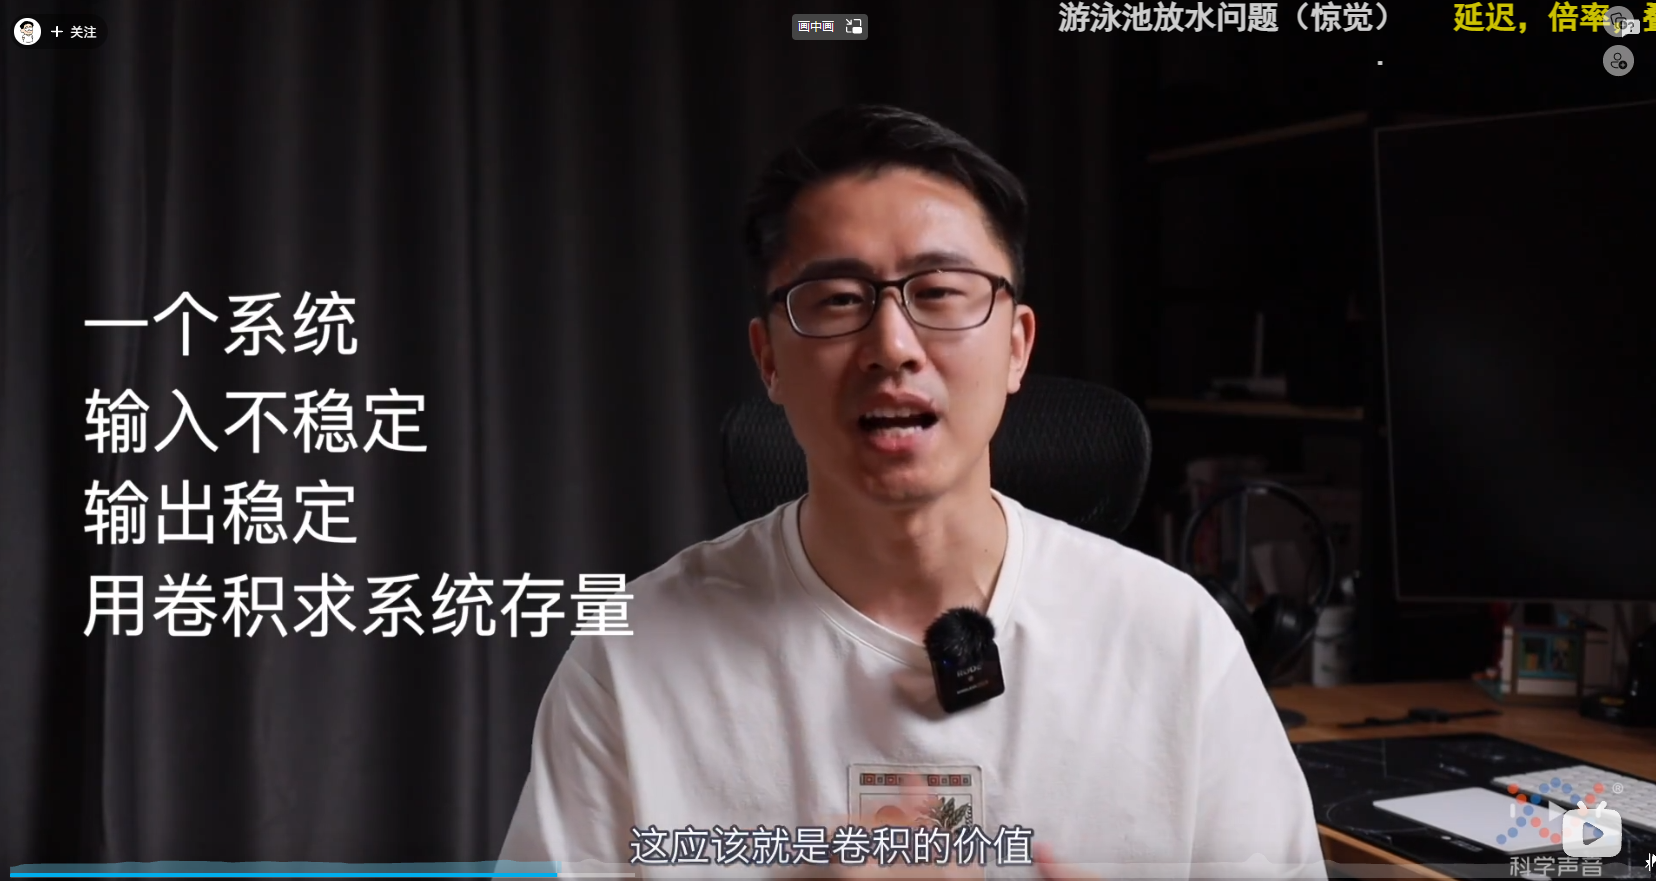 + 关注
画中画
游泳池放水问题（惊觉）
延迟，倍率
一个系统
输入不稳定
输出稳定
用卷积求系统存量
这应该就是卷积的价值
科学声音